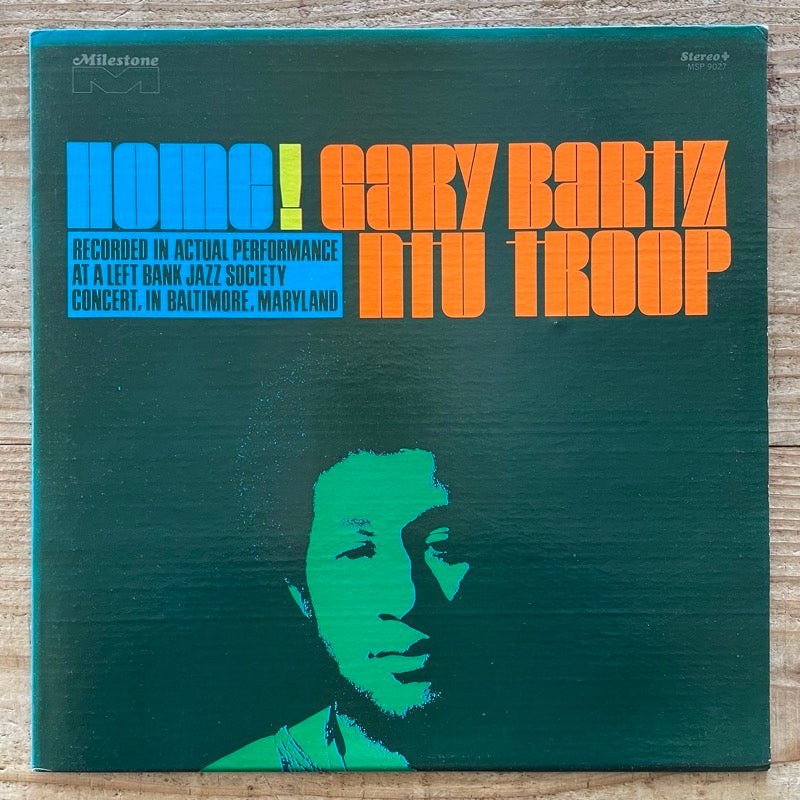 Milestone
M
Stereo+
MSP 9027
HOME! GARY BARTZ
NTU TROOP
RECORDED IN ACTUAL PERFORMANCE
AT A LEFT BANK JAZZ SOCIETY
CONCERT, IN BALTIMORE, MARYLAND